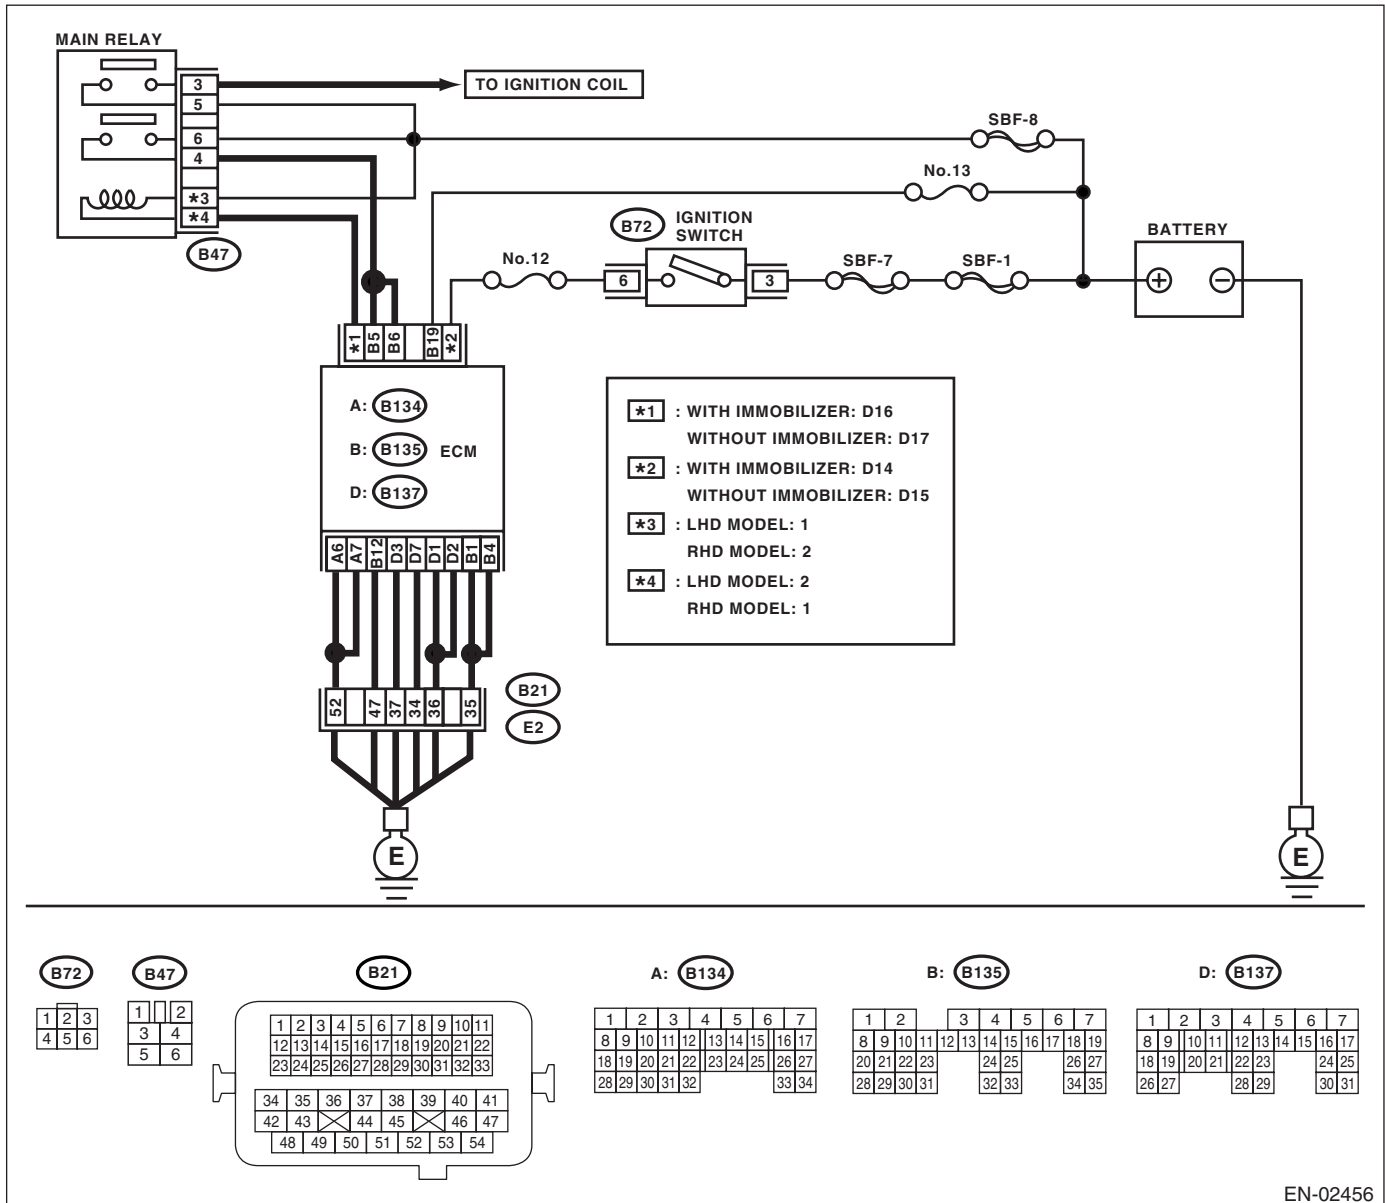 MAIN RELAY
3
TO IGNITION COIL
5
6
4
*3
*4
B47
SBF-8
No.13
B72
IGNITION
SWITCH
BATTERY
No.12
6
3
SBF-7
SBF-1
+
−
*1
B5
B6
B19
*2
A: B134
B: B135
ECM
D: B137
*1 : WITH IMMOBILIZER: D16
WITHOUT IMMOBILIZER: D17
*2 : WITH IMMOBILIZER: D14
WITHOUT IMMOBILIZER: D15
*3 : LHD MODEL: 1
RHD MODEL: 2
*4 : LHD MODEL: 2
RHD MODEL: 1
A6
A7
B12
D3
D7
D1
D2
B1
B4
52
47
37
34
36
35
B21
E2
E
E
B72
1 2 3
4 5 6
B47
1 2
3 4
5 6
B21
1 2 3 4 5 6 7 8 9 10 11
12 13 14 15 16 17 18 19 20 21 22
23 24 25 26 27 28 29 30 31 32 33
34 35 36 37 38 39 40 41
42 43 44 45 46 47
48 49 50 51 52 53 54
A: B134
1 2 3 4 5 6 7
8 9 10 11 12 13 14 15 16 17
18 19 20 21 22 23 24 25 26 27
28 29 30 31 32 33 34
B: B135
1 2 3 4 5 6 7
8 9 10 11 12 13 14 15 16 17 18 19
20 21 22 23 24 25 26 27
28 29 30 31 32 33 34 35
D: B137
1 2 3 4 5 6 7
8 9 10 11 12 13 14 15 16 17
18 19 20 21 22 23 24 25
26 27 28 29 30 31
EN-02456